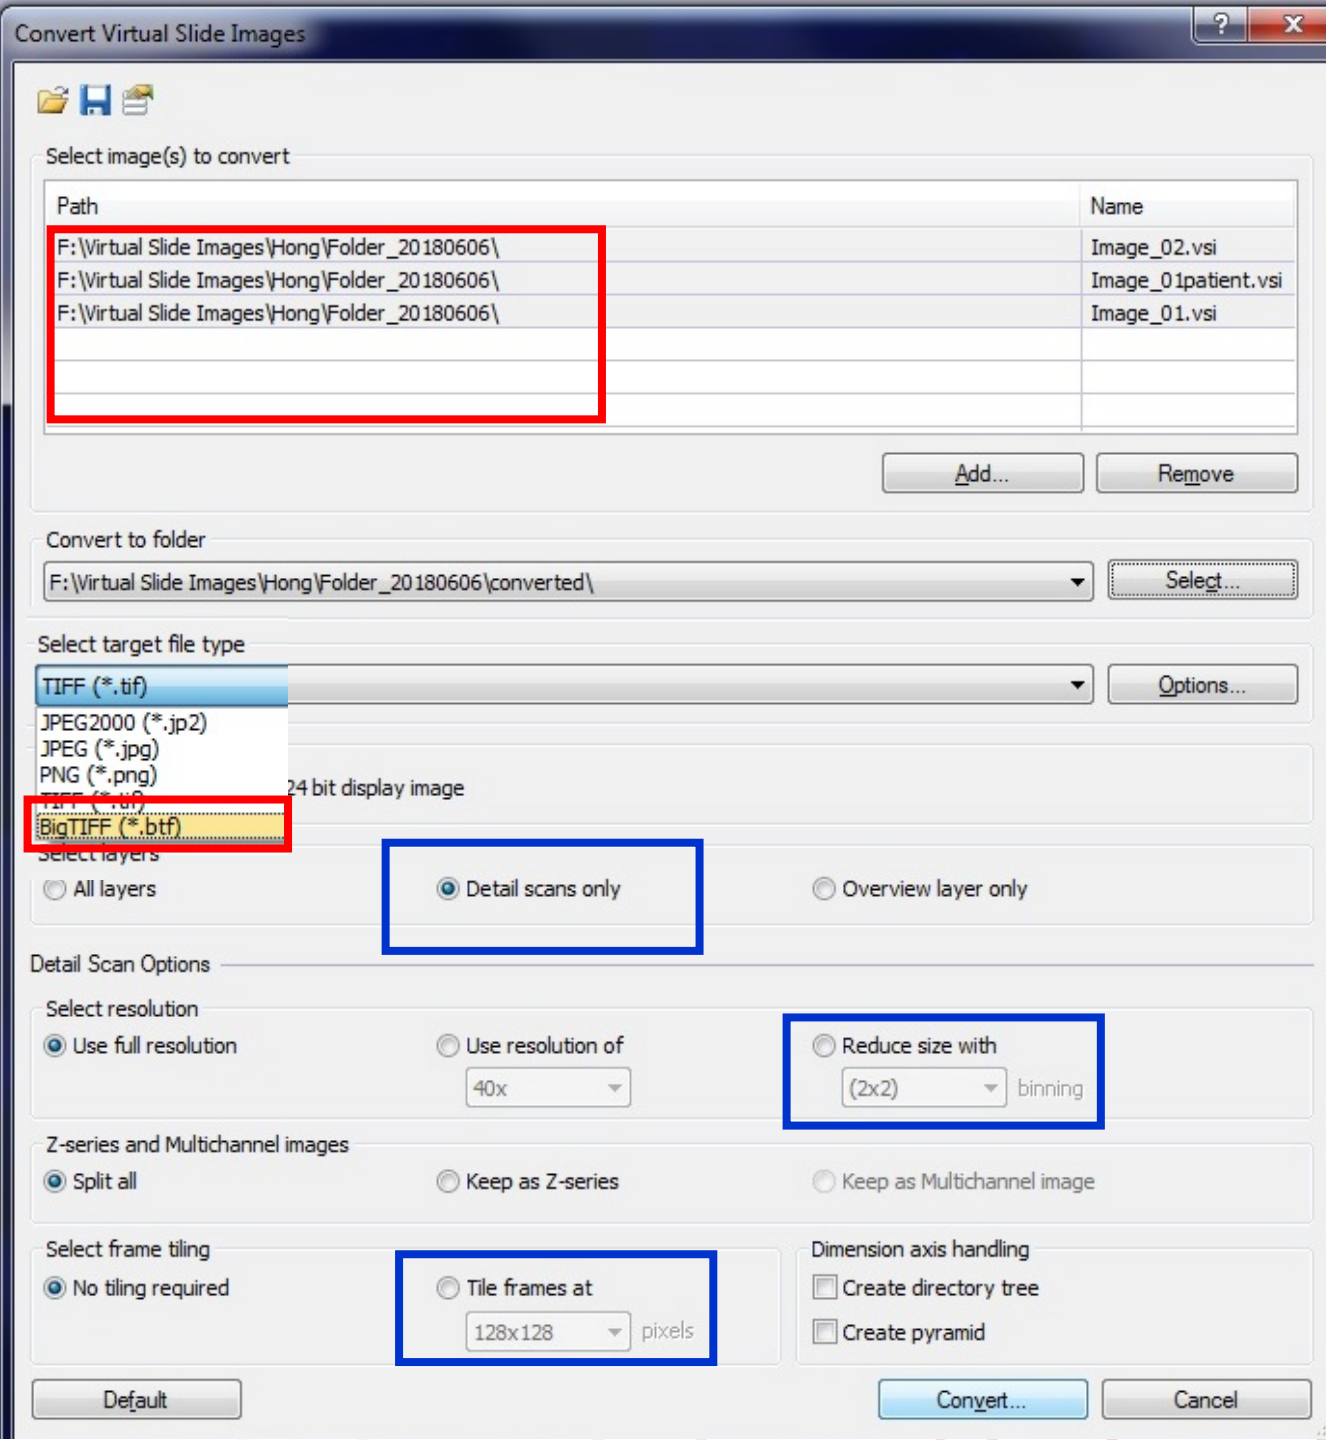 Convert Virtual Slide Images
?
X
Select image(s) to convert
Path Name
F:\Virtual Slide Images\Hong\Folder_20180606\ Image_02.vsi
F:\Virtual Slide Images\Hong\Folder_20180606\ Image_01patient.vsi
F:\Virtual Slide Images\Hong\Folder_20180606\ Image_01.vsi
Add... Remove
Convert to folder
F:\Virtual Slide Images\Hong\Folder_20180606\converted\ Select...
Select target file type
TIFF (*.tif) Options...
JPEG2000 (*.jp2)
JPEG (*.jpg)
PNG (*.png)
24 bit display image
TIFF (*.tif)
BigTIFF (*.btf)
Select layers
All layers Detail scans only Overview layer only
Detail Scan Options
Select resolution
Use full resolution Use resolution of Reduce size with
40x (2x2) binning
Z-series and Multichannel images
Split all Keep as Z-series Keep as Multichannel image
Select frame tiling Dimension axis handling
No tiling required Tile frames at Create directory tree
128x128 pixels Create pyramid
Default Convert... Cancel